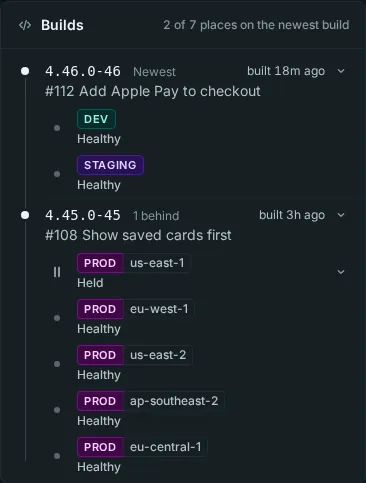 Builds 2 of 7 places on the newest build
4.46.0-46 Newest built 18m ago
#112 Add Apple Pay to checkout
DEV
Healthy
STAGING
Healthy
4.45.0-45 1 behind built 3h ago
#108 Show saved cards first
PROD us-east-1
Held
PROD eu-west-1
Healthy
PROD us-east-2
Healthy
PROD ap-southeast-2
Healthy
PROD eu-central-1
Healthy